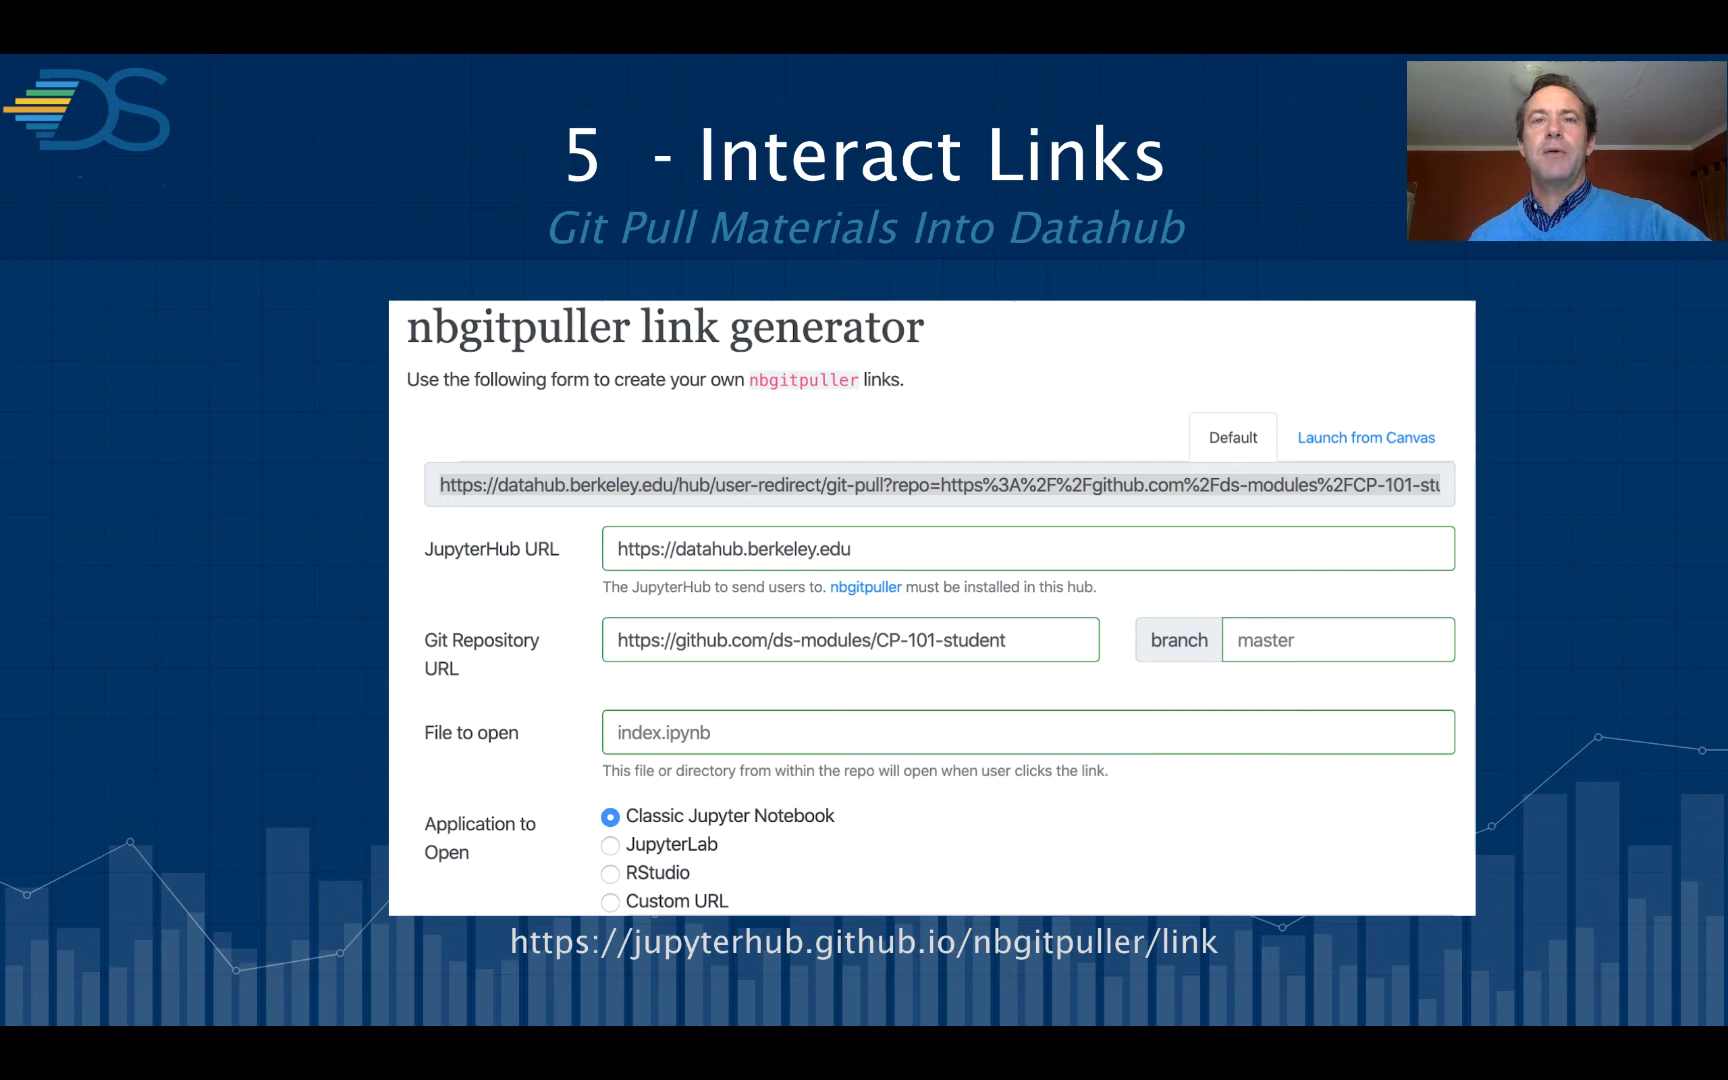 DS
5 - Interact Links
Git Pull Materials Into Datahub
nbgitpuller link generator
Use the following form to create your own nbgitpuller links.
Default
Launch from Canvas
https://datahub.berkeley.edu/hub/user-redirect/git-pull?repo=https%3A%2F%2Fgithub.com%2Fds-modules%2FCP-101-stu
JupyterHub URL
https://datahub.berkeley.edu
The JupyterHub to send users to. nbgitpuller must be installed in this hub.
Git Repository
URL
https://github.com/ds-modules/CP-101-student
branch
master
File to open
index.ipynb
This file or directory from within the repo will open when user clicks the link.
Application to
Open
Classic Jupyter Notebook
JupyterLab
RStudio
Custom URL
https://jupyterhub.github.io/nbgitpuller/link